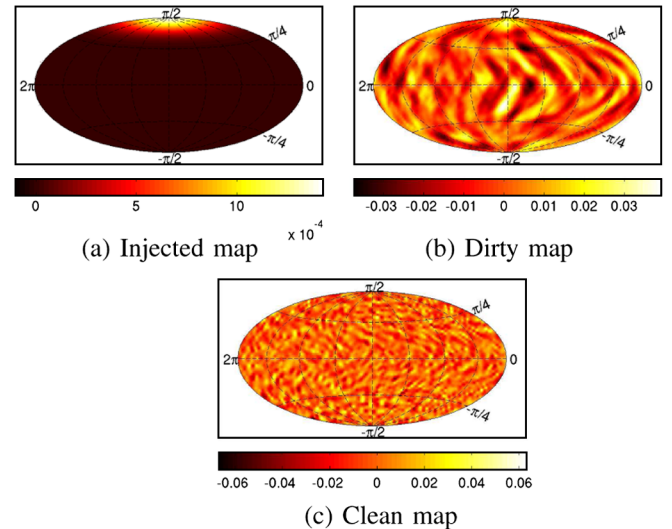 π/2
π/4
2π
0
-π/4
-π/2
0 5 10
x 10⁻⁴
(a) Injected map
π/2
π/4
2π
0
-π/4
-π/2
-0.03 -0.02 -0.01 0 0.01 0.02 0.03
(b) Dirty map
π/2
π/4
2π
0
-π/4
-π/2
-0.06 -0.04 -0.02 0 0.02 0.04 0.06
(c) Clean map